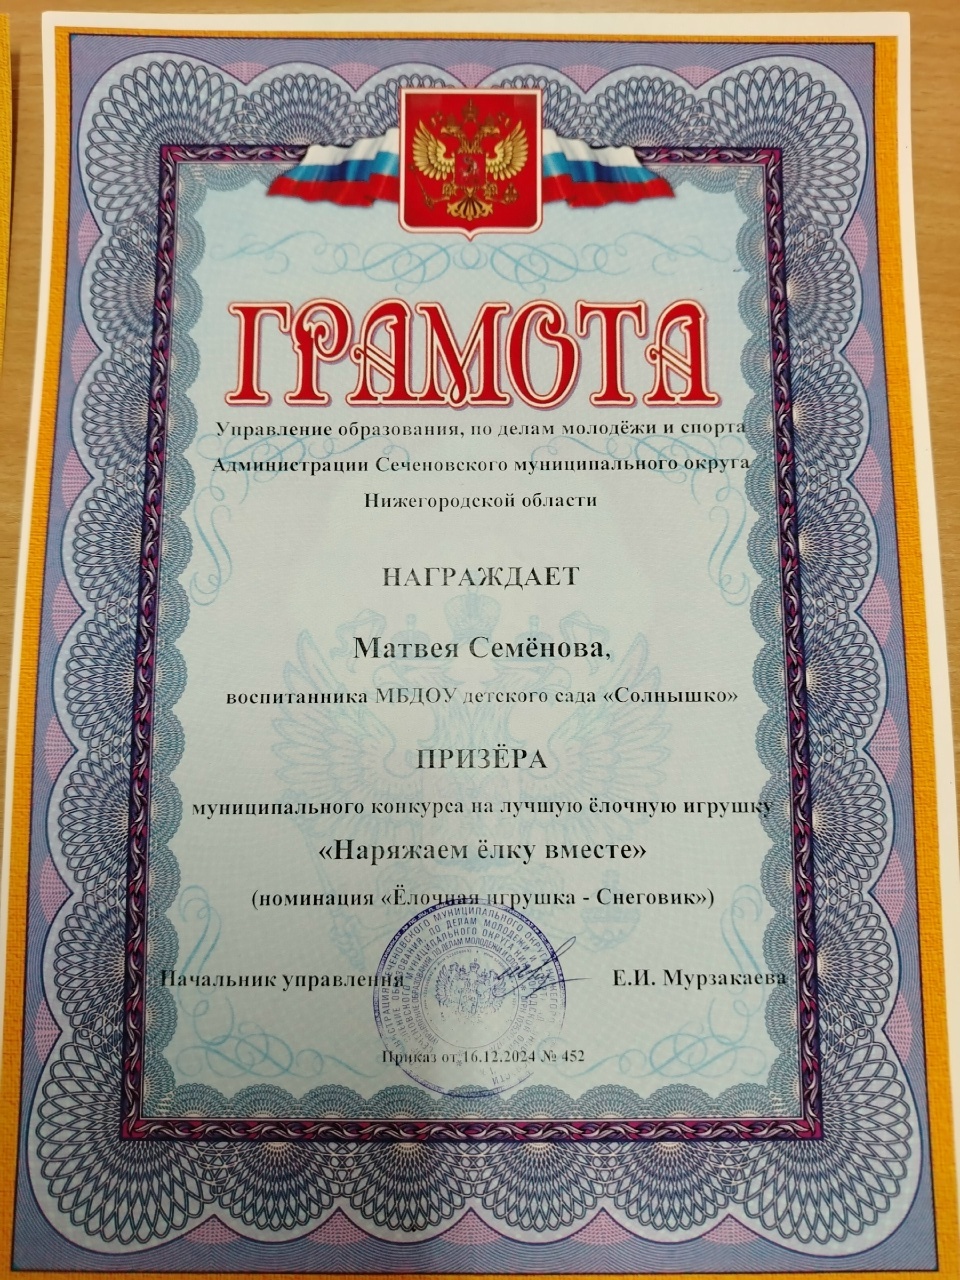 ГРАМОТА
Управление образования, по делам молодёжи и спорта
Администрации Сеченовского муниципального округа
Нижегородской области
НАГРАЖДАЕТ
Матвея Семёнова,
воспитанника МБДОУ детского сада «Солнышко»
ПРИЗЁРА
муниципального конкурса на лучшую ёлочную игрушку
«Наряжаем ёлку вместе»
(номинация «Ёлочная игрушка - Снеговик»)
Начальник управления Е.И. Мурзакаева
Приказ от 16.12.2024 № 452